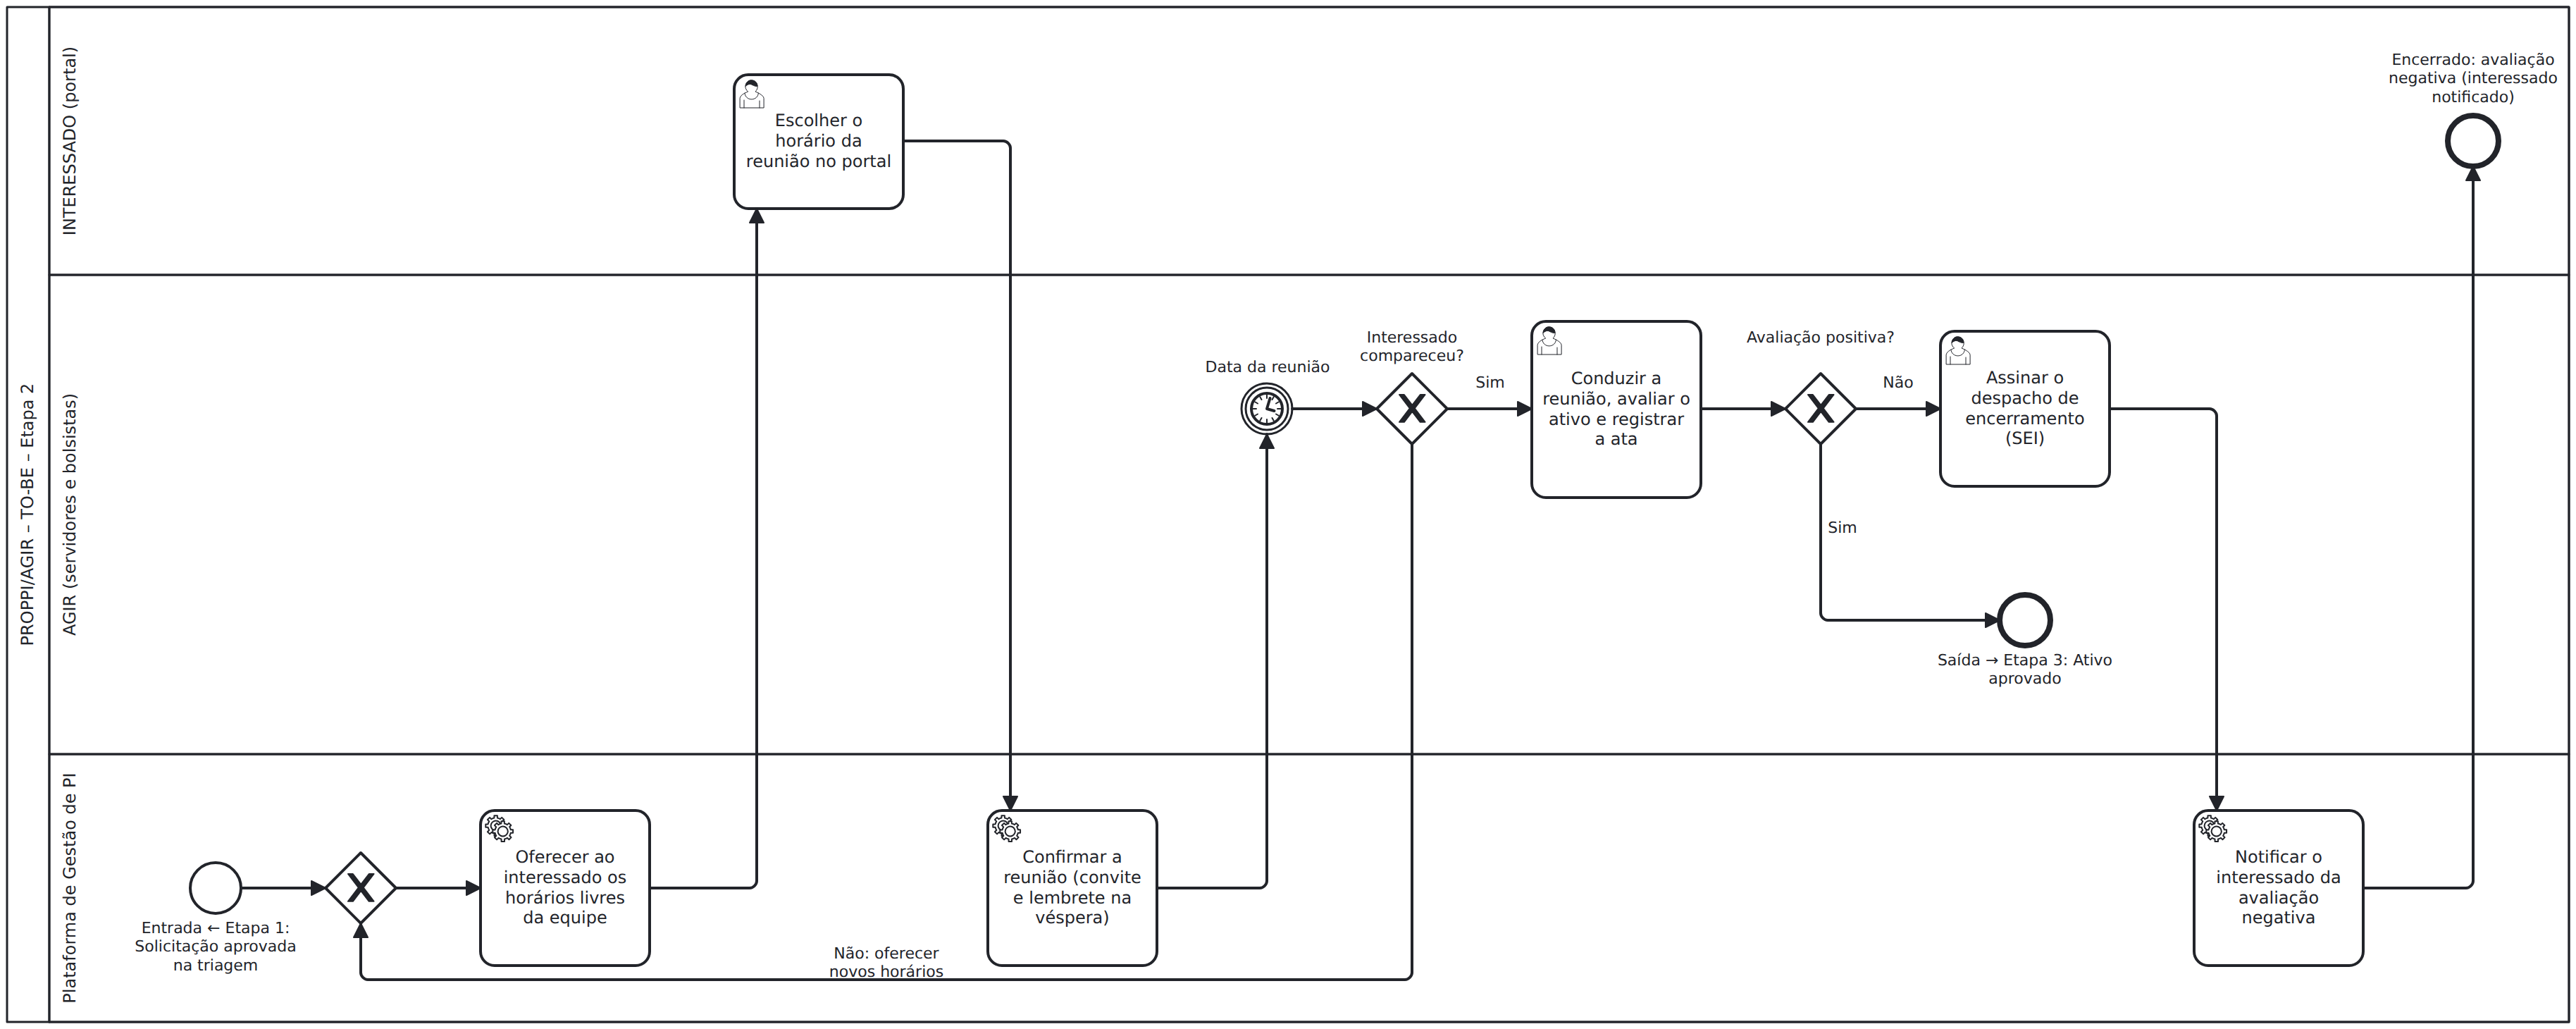 PROPPI/AGIR – TO-BE – Etapa 2
INTERESSADO (portal)
Escolher o
horário da
reunião no portal
Encerrado: avaliação
negativa (interessado
notificado)
AGIR (servidores e bolsistas)
Data da reunião
Interessado
compareceu?
Sim
Conduzir a
reunião, avaliar o
ativo e registrar
a ata
Avaliação positiva?
Não
Assinar o
despacho de
encerramento
(SEI)
Sim
Saída → Etapa 3: Ativo
aprovado
Plataforma de Gestão de PI
Entrada ← Etapa 1:
Solicitação aprovada
na triagem
Oferecer ao
interessado os
horários livres
da equipe
Não: oferecer
novos horários
Confirmar a
reunião (convite
e lembrete na
véspera)
Notificar o
interessado da
avaliação
negativa